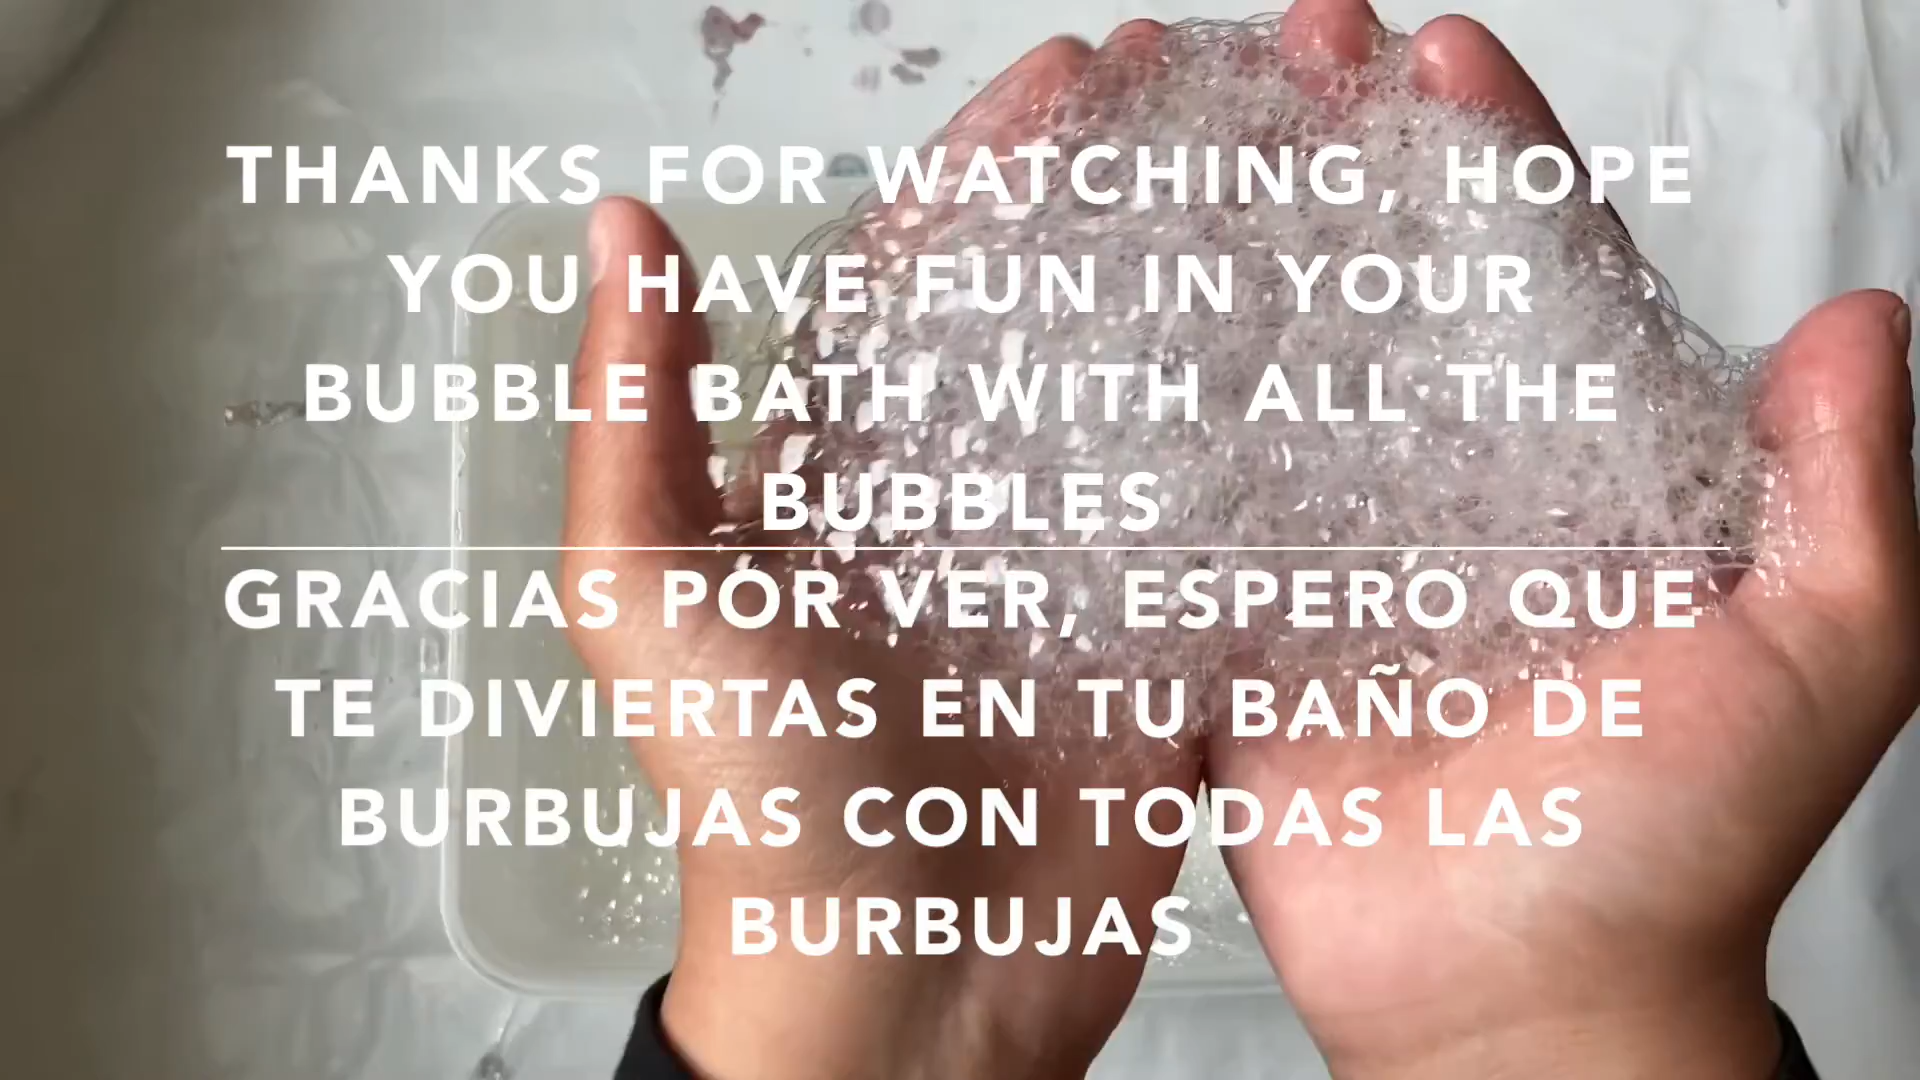 THANKS FOR WATCHING, HOPE
YOU HAVE FUN IN YOUR
BUBBLE BATH WITH ALL THE
BUBBLES
GRACIAS POR VER, ESPERO QUE
TE DIVIERTAS EN TU BAÑO DE
BURBUJAS CON TODAS LAS
BURBUJAS